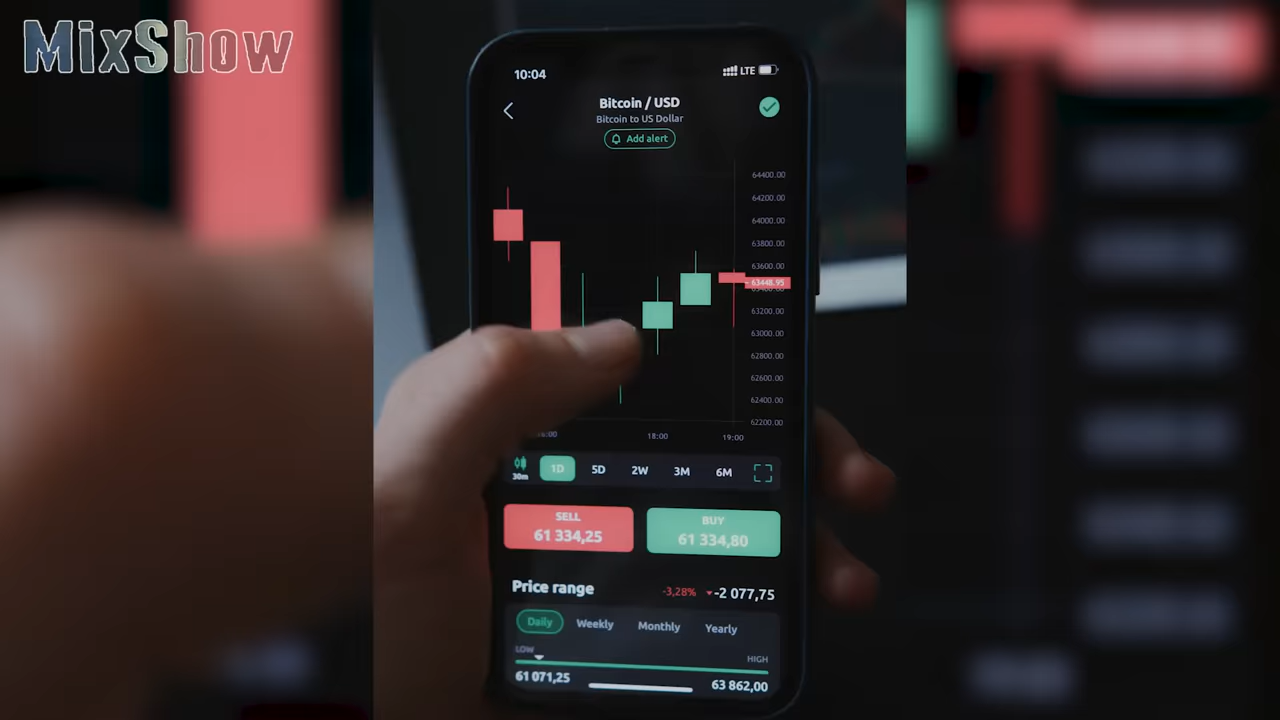 MixShow
10:04
LTE
Bitcoin / USD
Bitcoin to US Dollar
Add alert
64400.00
64200.00
64000.00
63800.00
63600.00
63448.95
63200.00
63000.00
62800.00
62600.00
62400.00
62200.00
18:00
19:00
30m
1D 5D 2W 3M 6M
SELL
61 334,25
BUY
61 334,80
Price range -3,28% -2 077,75
Daily Weekly Monthly Yearly
LOW HIGH
61 071,25 63 862,00